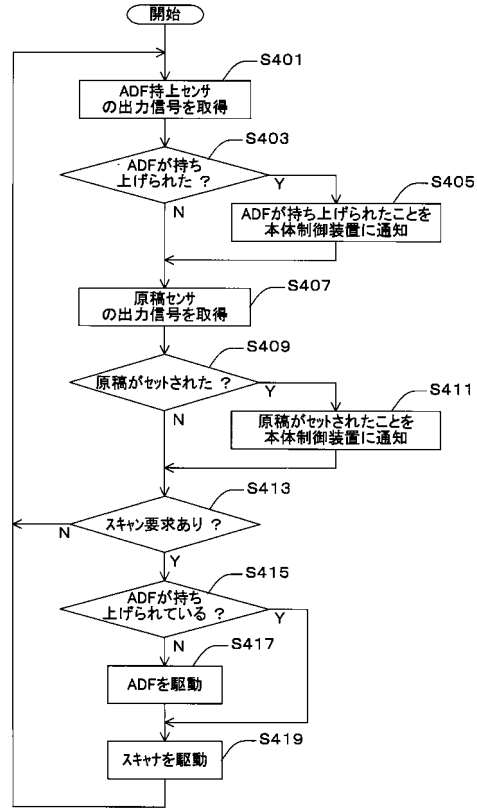 開始
S401
ADF持上センサ
の出力信号を取得
S403
ADFが持ち
上げられた ?
Y
N
S405
ADFが持ち上げられたことを
本体制御装置に通知
S407
原稿センサ
の出力信号を取得
S409
原稿がセットされた ?
Y
N
S411
原稿がセットされたことを
本体制御装置に通知
S413
スキャン要求あり ?
N
Y
S415
ADFが持ち
上げられている ?
Y
N
S417
ADFを駆動
S419
スキャナを駆動